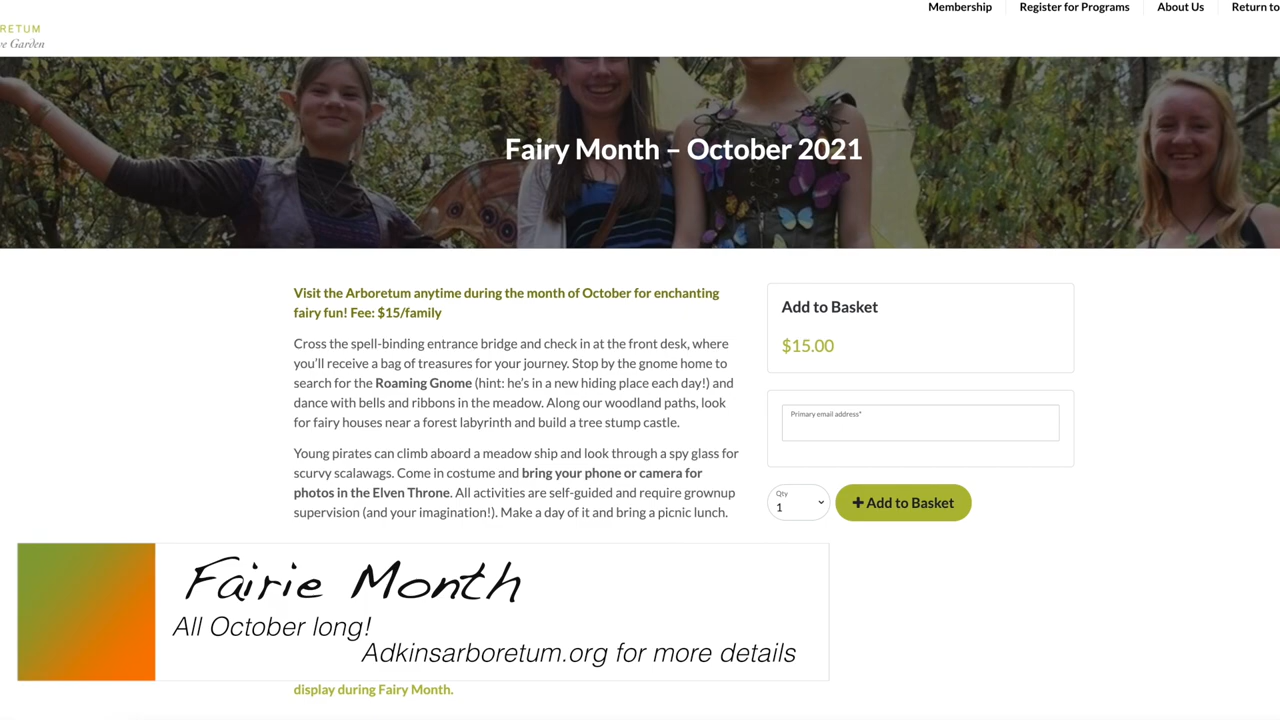 Membership
Register for Programs
About Us
Return to
RETUM
ve Garden
Fairy Month – October 2021
Visit the Arboretum anytime during the month of October for enchanting
fairy fun! Fee: $15/family
Cross the spell-binding entrance bridge and check in at the front desk, where
you’ll receive a bag of treasures for your journey. Stop by the gnome home to
search for the Roaming Gnome (hint: he’s in a new hiding place each day!) and
dance with bells and ribbons in the meadow. Along our woodland paths, look
for fairy houses near a forest labyrinth and build a tree stump castle.
Young pirates can climb aboard a meadow ship and look through a spy glass for
scurvy scalawags. Come in costume and bring your phone or camera for
photos in the Elven Throne. All activities are self-guided and require grownup
supervision (and your imagination!). Make a day of it and bring a picnic lunch.
Add to Basket
$15.00
Primary email address*
Qty
1
+ Add to Basket
Fairie Month
All October long!
Adkinsarboretum.org for more details
display during Fairy Month.